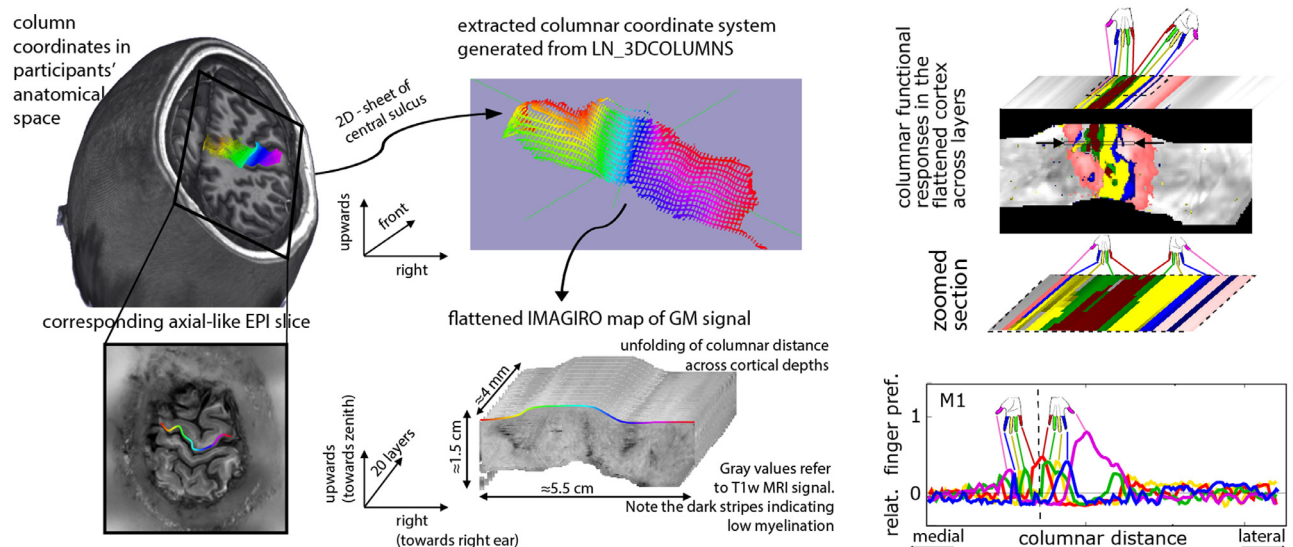 column
coordinates in
participants’
anatomical
space
extracted columnar coordinate system
generated from LN_3DCOLUMNS
2D - sheet of
central sulcus
upwards
front
right
corresponding axial-like EPI slice
flattened IMAGIRO map of GM signal
unfolding of columnar distance
across cortical depths
≈4 mm
≈1.5 cm
≈5.5 cm
upwards
(towards zenith)
20 layers
right
(towards right ear)
Gray values refer
to T1w MRI signal.
Note the dark stripes indicating
low myelination
columnar functional
responses in the
flattened cortex
across layers
zoomed
section
relat. finger pref.
1
0
M1
medial
columnar distance
lateral